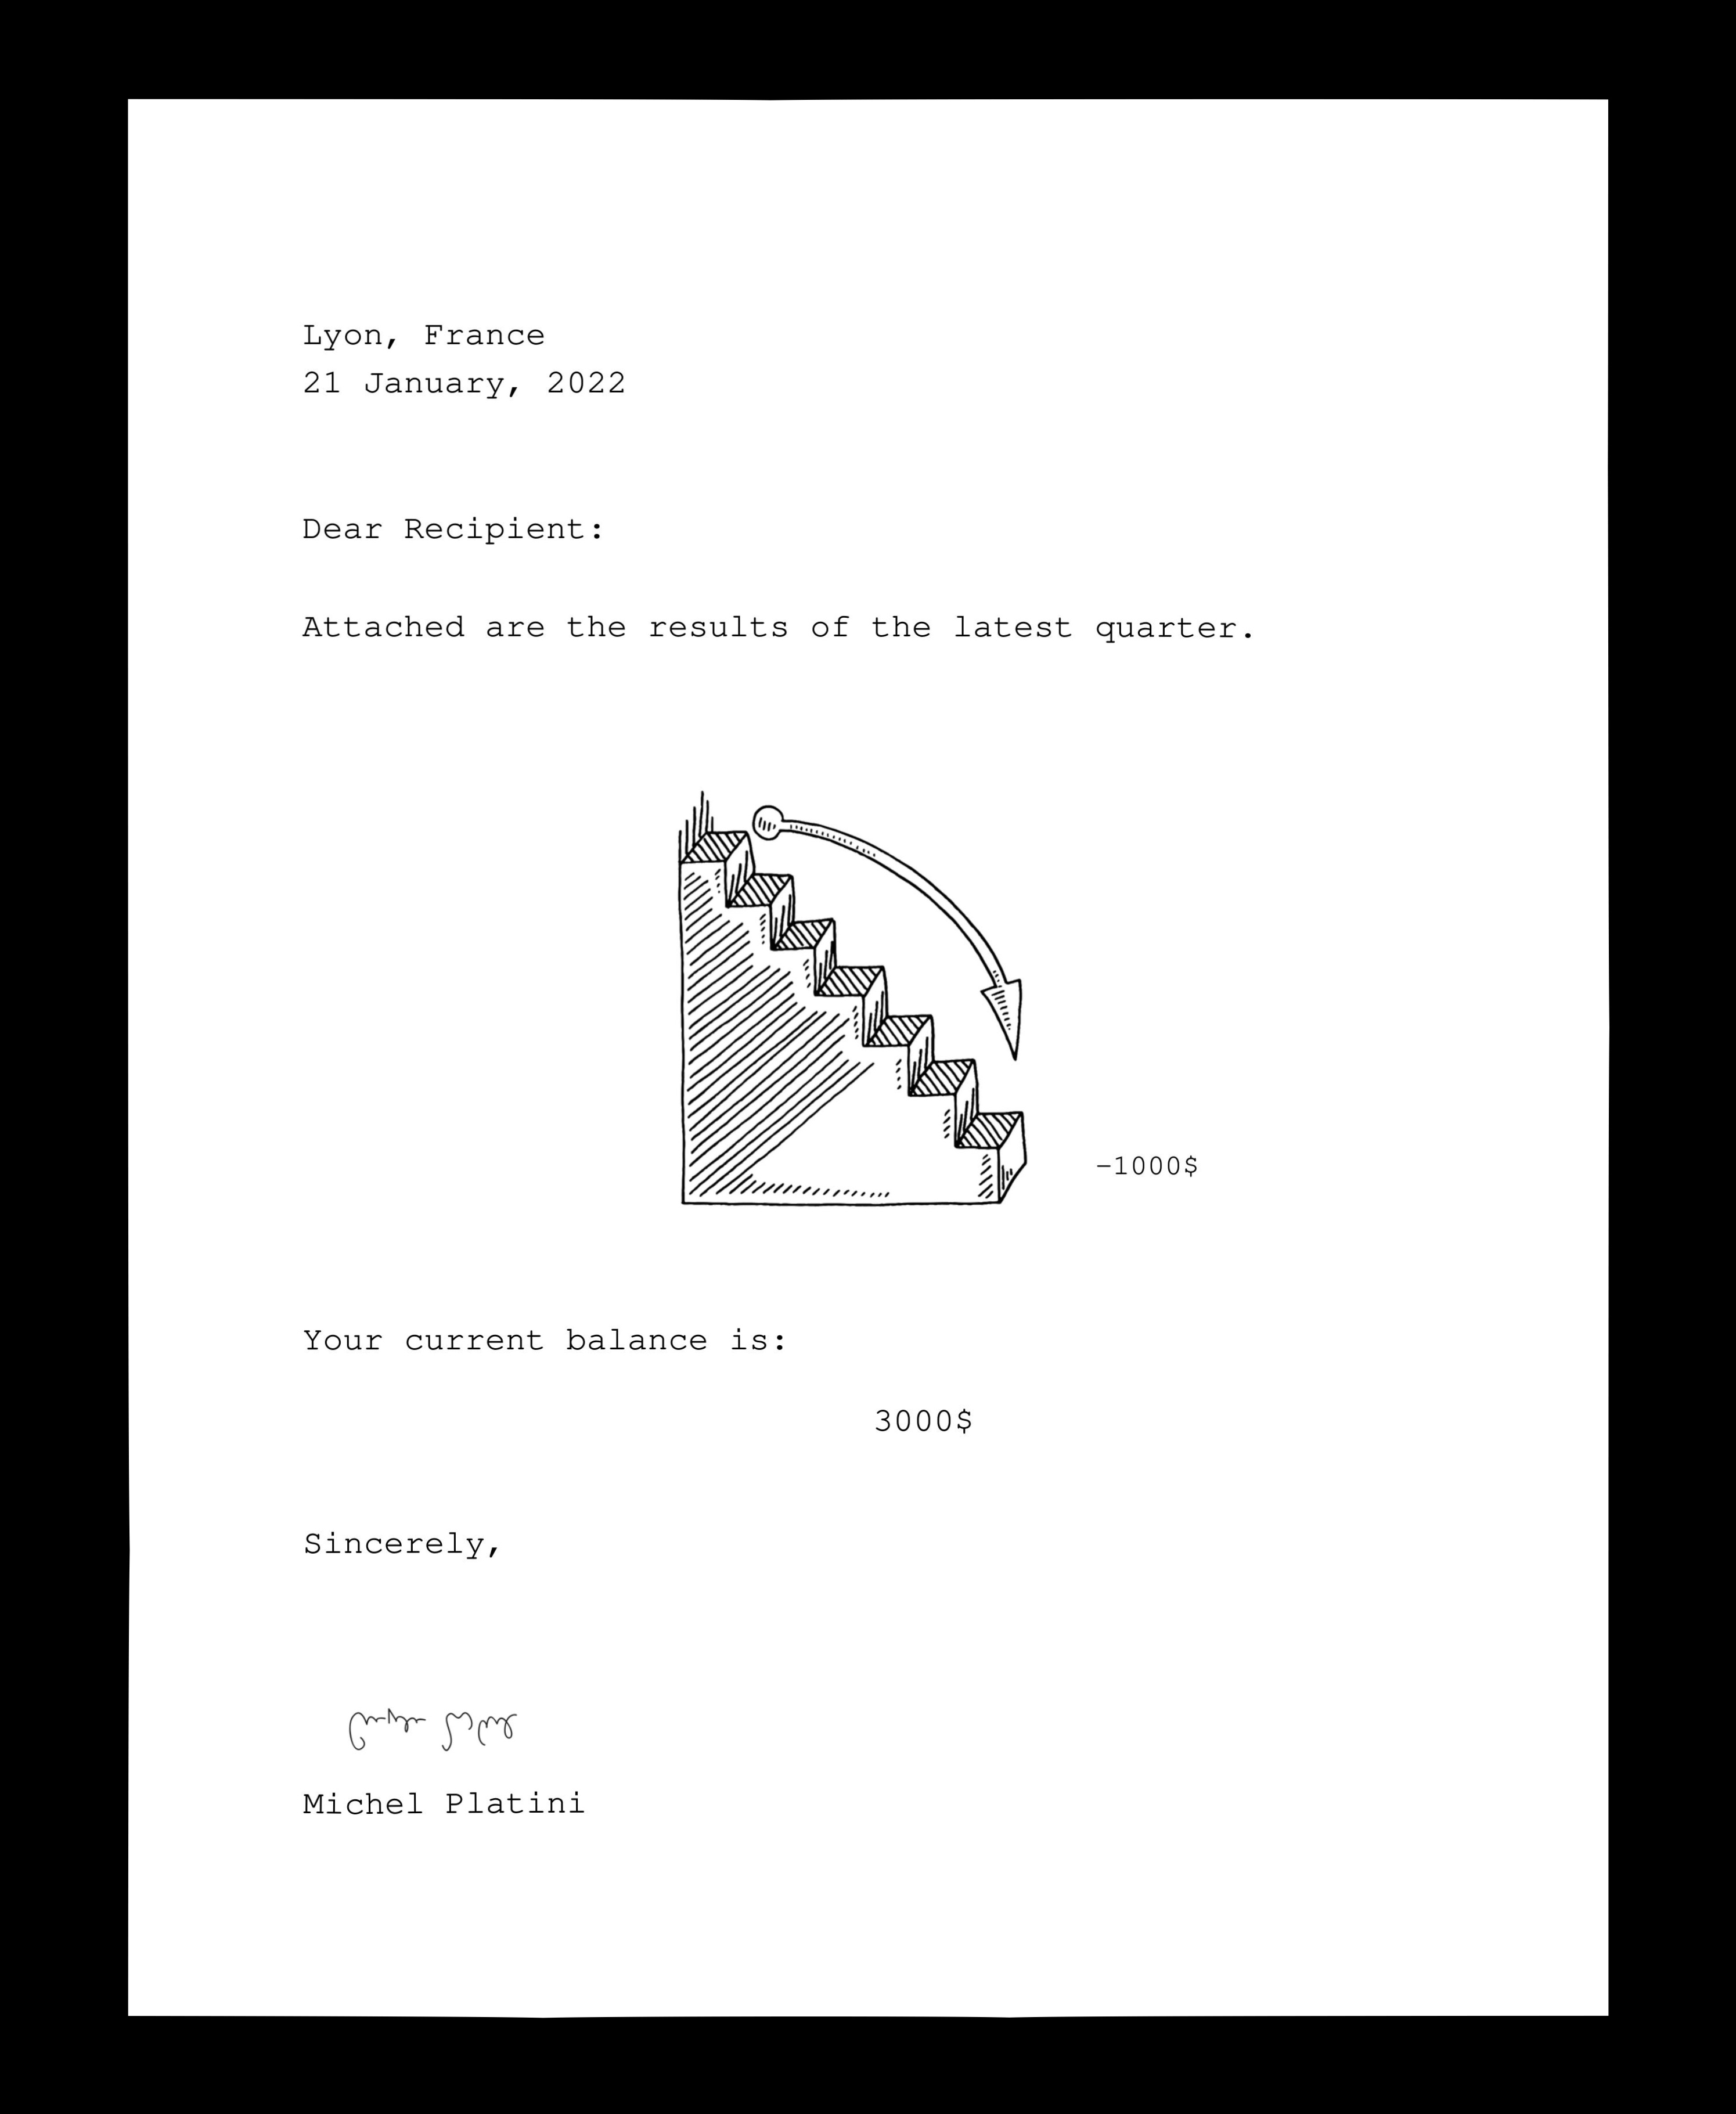 Lyon, France
21 January, 2022
Dear Recipient:
Attached are the results of the latest quarter.
-1000$
Your current balance is:
3000$
Sincerely,
Michel Platini